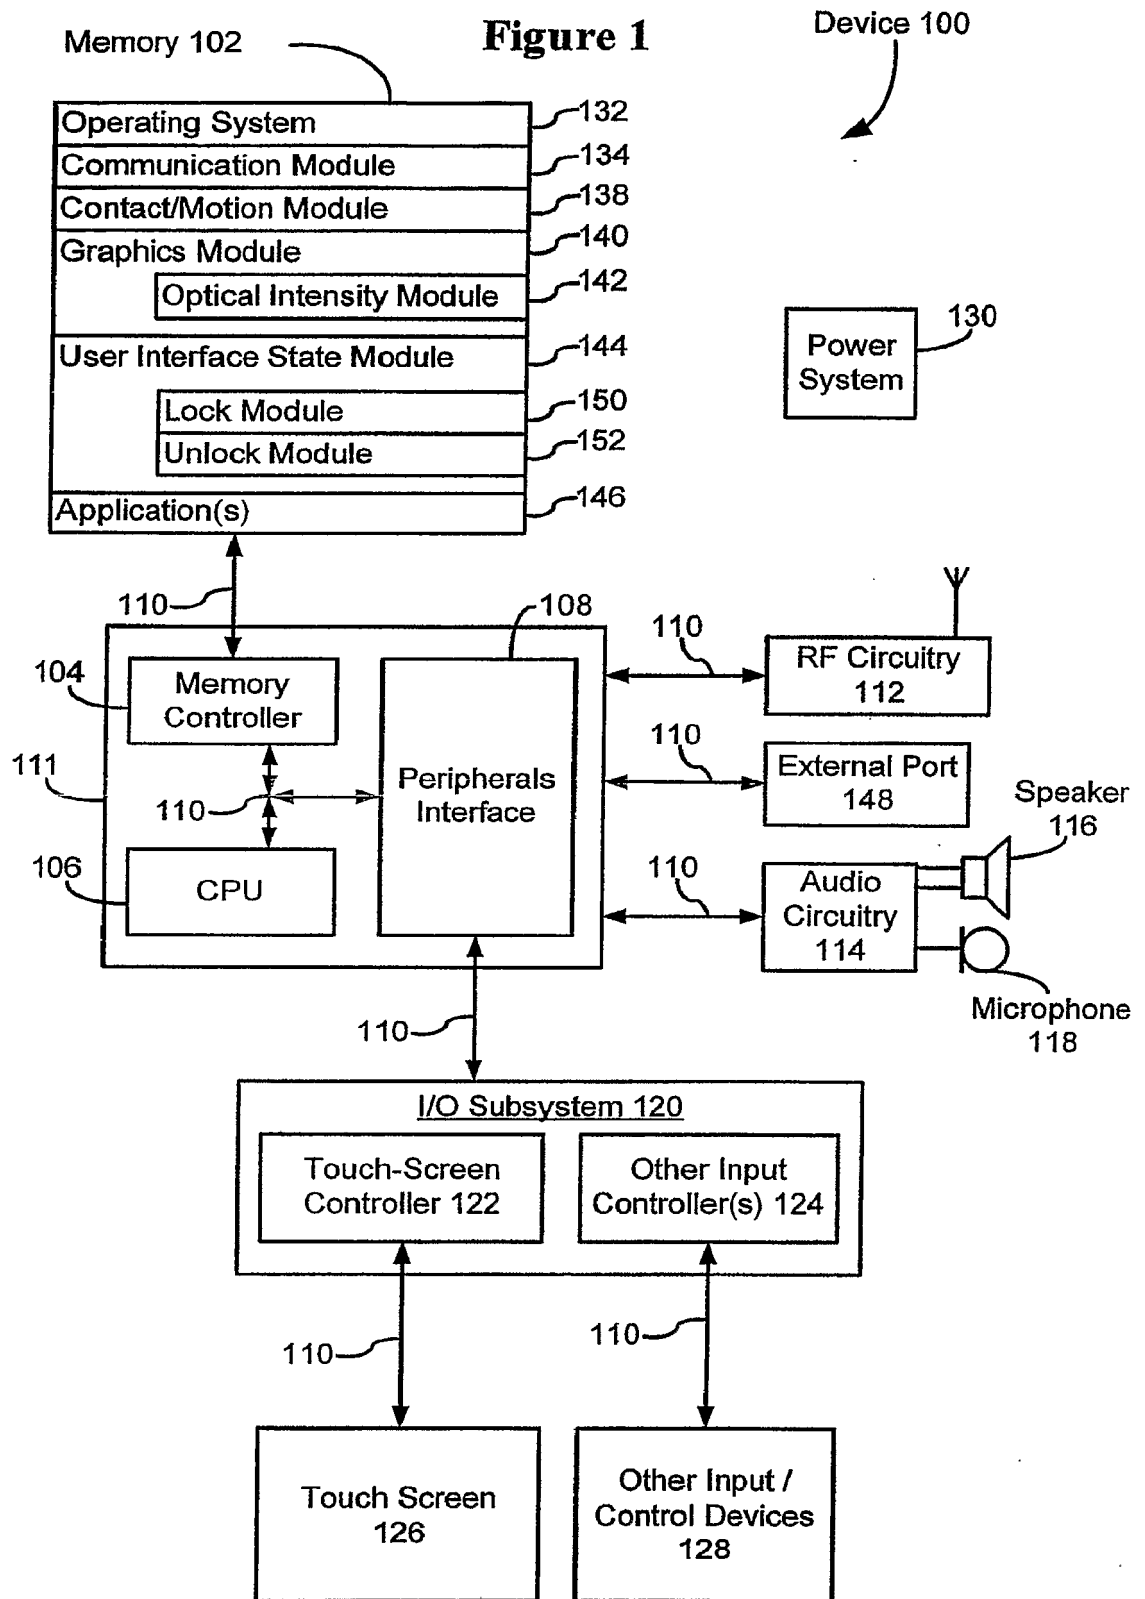 Figure 1
Memory 102
Device 100
Operating System
132
Communication Module
134
Contact/Motion Module
138
Graphics Module
140
Optical Intensity Module
142
User Interface State Module
144
Lock Module
150
Unlock Module
152
Application(s)
146
Power
System
130
110
108
104
Memory
Controller
111
110
Peripherals
Interface
106
CPU
110
RF Circuitry
112
110
External Port
148
Speaker
116
110
Audio
Circuitry
114
Microphone
118
110
I/O Subsystem 120
Touch-Screen
Controller 122
Other Input
Controller(s) 124
110
110
Touch Screen
126
Other Input /
Control Devices
128